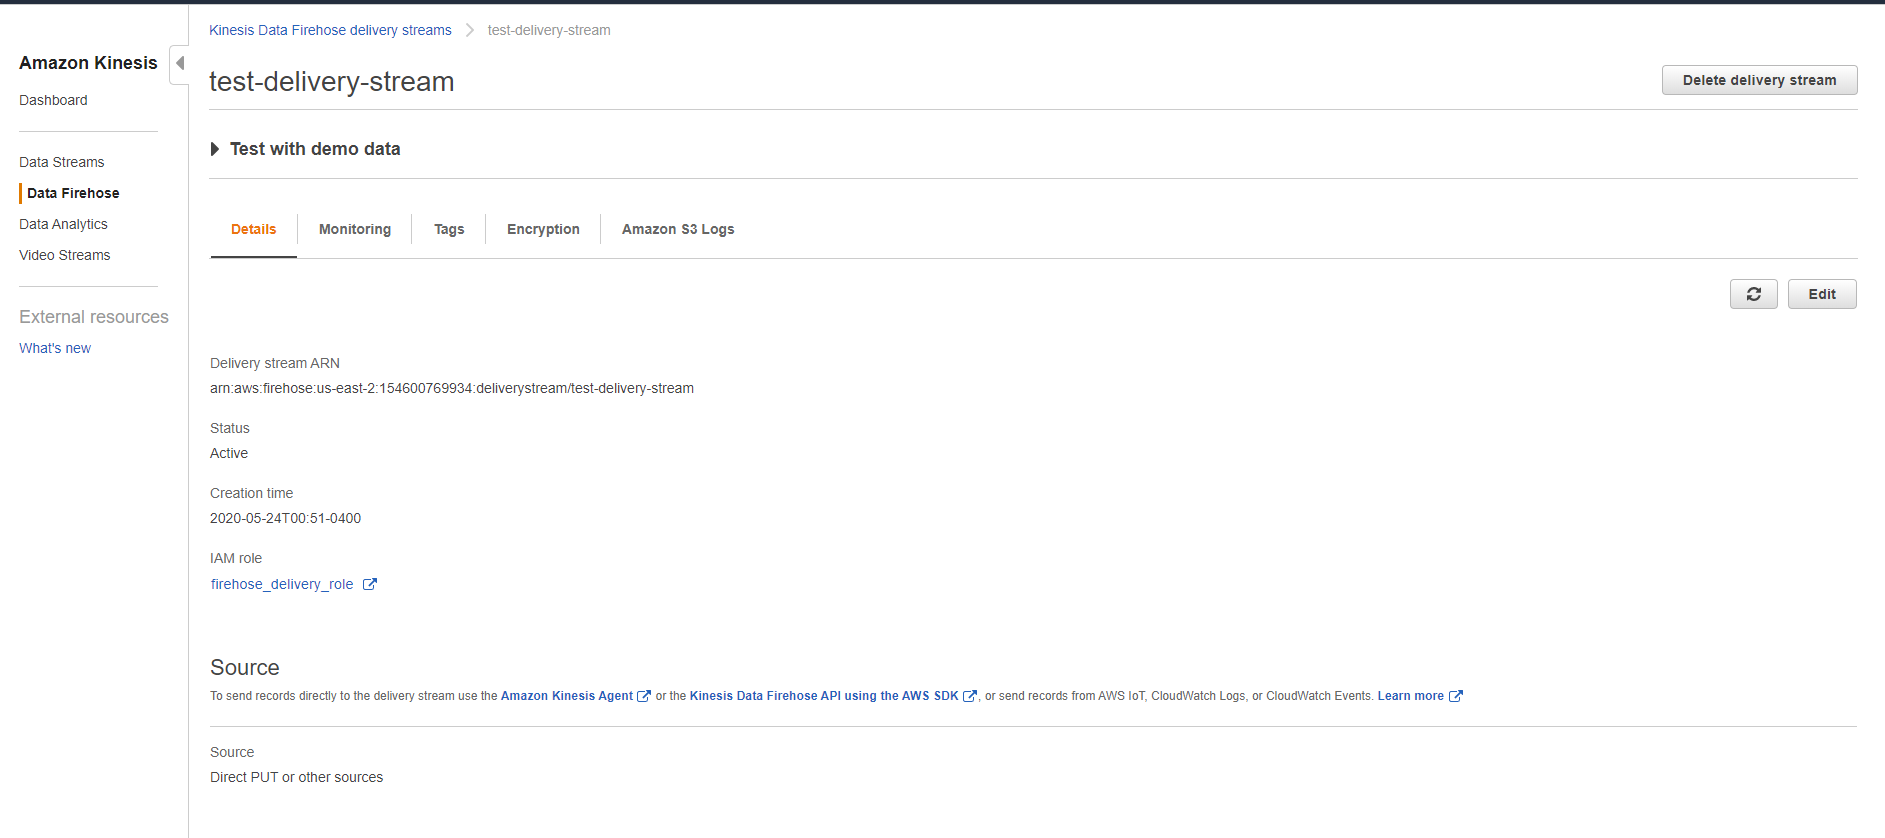 Kinesis Data Firehose delivery streams test-delivery-stream
Amazon Kinesis
Dashboard
Data Streams
Data Firehose
Data Analytics
Video Streams
External resources
What's new
test-delivery-stream
Delete delivery stream
Test with demo data
Details Monitoring Tags Encryption Amazon S3 Logs
Edit
Delivery stream ARN
arn:aws:firehose:us-east-2:154600769934:deliverystream/test-delivery-stream
Status
Active
Creation time
2020-05-24T00:51-0400
IAM role
firehose_delivery_role
Source
To send records directly to the delivery stream use the Amazon Kinesis Agent or the Kinesis Data Firehose API using the AWS SDK , or send records from AWS IoT, CloudWatch Logs, or CloudWatch Events. Learn more
Source
Direct PUT or other sources